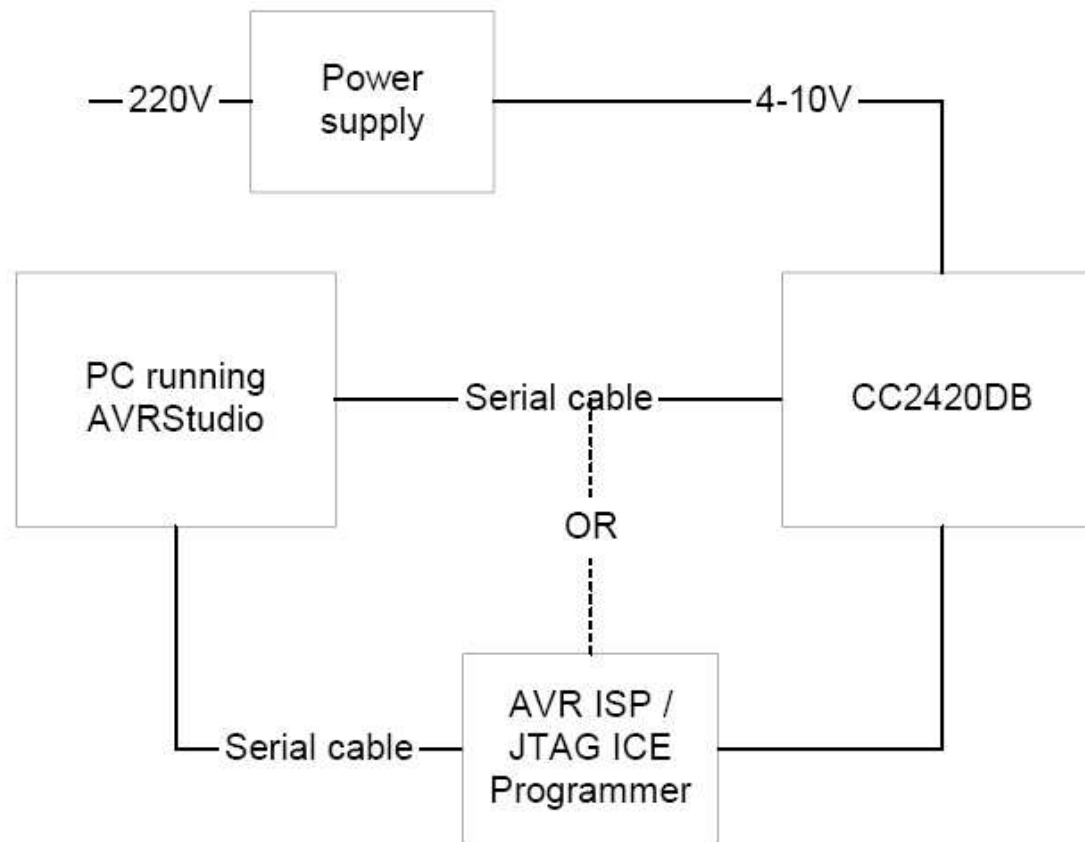 220V
Power
supply
4-10V
PC running
AVRStudio
Serial cable
CC2420DB
OR
Serial cable
AVR ISP /
JTAG ICE
Programmer